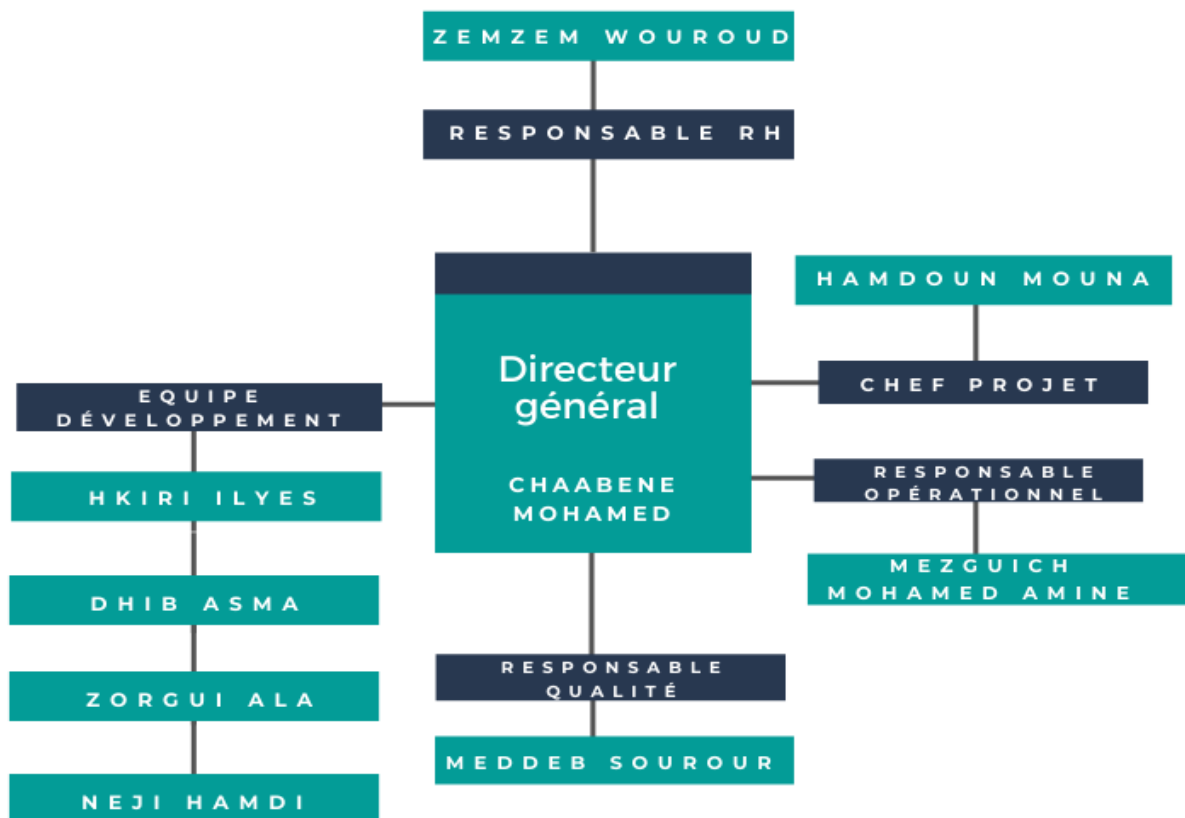 ZEMZEM WOUROUD
RESPONSABLE RH
HAMDOUN MOUNA
Directeur
général
CHEF PROJET
EQUIPE
DÉVELOPPEMENT
CHAABENE
MOHAMED
RESPONSABLE
OPÉRATIONNEL
HKIRI ILYES
MEZGUICH
MOHAMED AMINE
DHIB ASMA
RESPONSABLE
QUALITÉ
ZORGUI ALA
MEDDEB SOUROUR
NEJI HAMDI